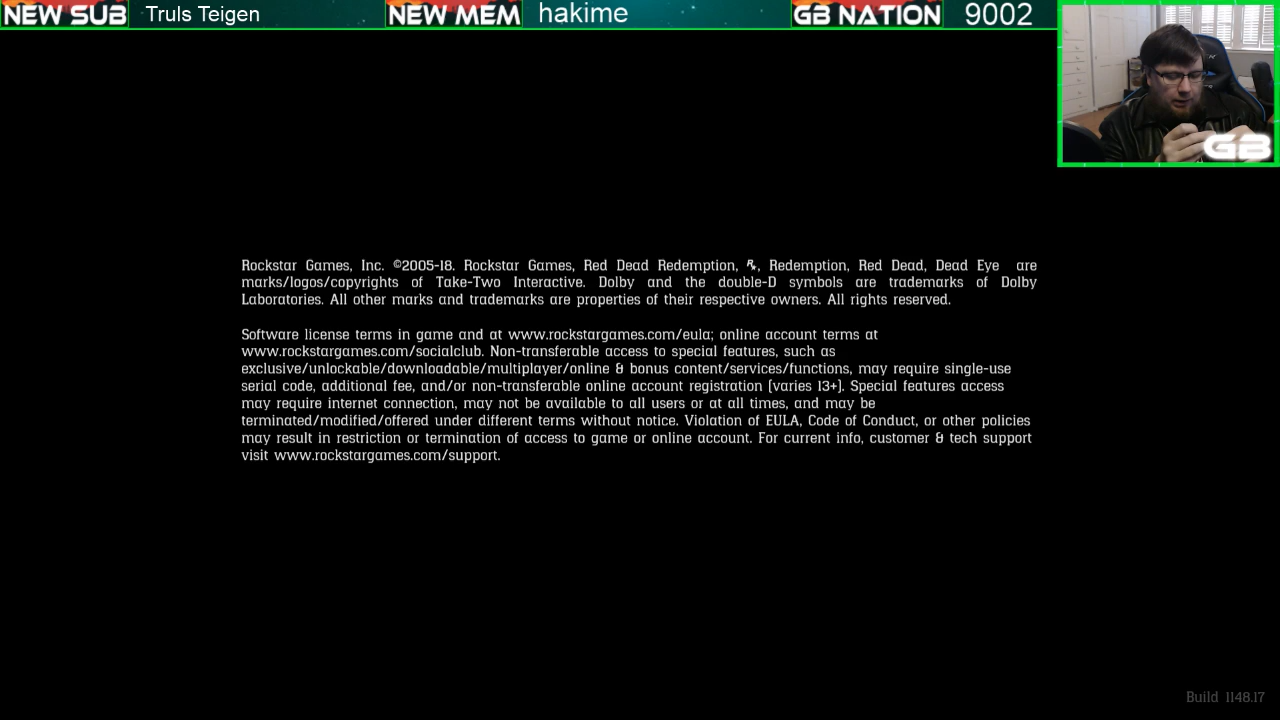 NEW SUB Truls Teigen NEW MEM hakime GB NATION 9002
GB
Rockstar Games, Inc. ©2005-18. Rockstar Games, Red Dead Redemption, R*, Redemption, Red Dead, Dead Eye are
marks/logos/copyrights of Take-Two Interactive. Dolby and the double-D symbols are trademarks of Dolby
Laboratories. All other marks and trademarks are properties of their respective owners. All rights reserved.
Software license terms in game and at www.rockstargames.com/eula; online account terms at
www.rockstargames.com/socialclub. Non-transferable access to special features, such as
exclusive/unlockable/downloadable/multiplayer/online & bonus content/services/functions, may require single-use
serial code, additional fee, and/or non-transferable online account registration (varies 13+). Special features access
may require internet connection, may not be available to all users or at all times, and may be
terminated/modified/offered under different terms without notice. Violation of EULA, Code of Conduct, or other policies
may result in restriction or termination of access to game or online account. For current info, customer & tech support
visit www.rockstargames.com/support.
Build 1148.17